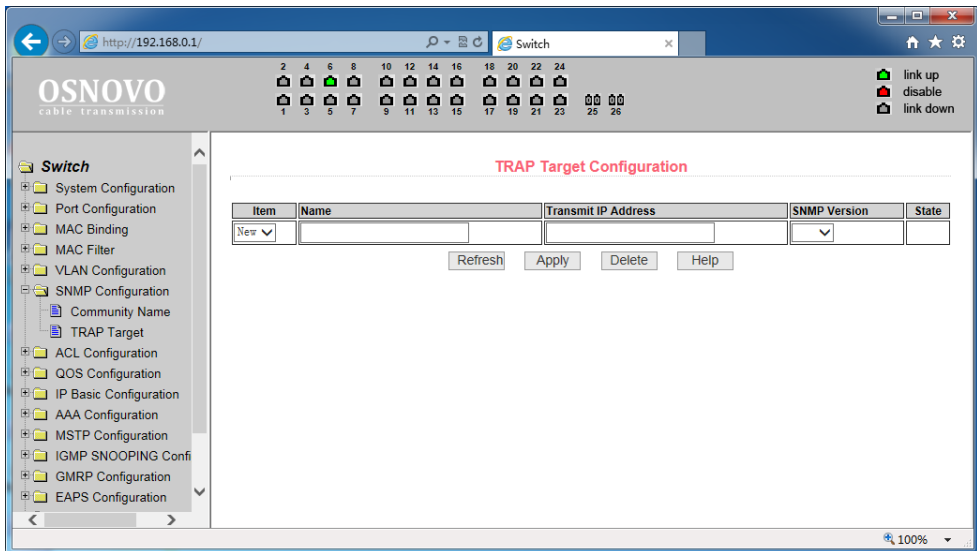 http://192.168.0.1/
Switch
OSNOVO
cable transmission
2 4 6 8 10 12 14 16 18 20 22 24
1 3 5 7 9 11 13 15 17 19 21 23 25 26
link up
disable
link down
Switch
System Configuration
Port Configuration
MAC Binding
MAC Filter
VLAN Configuration
SNMP Configuration
Community Name
TRAP Target
ACL Configuration
QOS Configuration
IP Basic Configuration
AAA Configuration
MSTP Configuration
IGMP SNOOPING Confi
GMRP Configuration
EAPS Configuration
TRAP Target Configuration
Item Name Transmit IP Address SNMP Version State
New
Refresh Apply Delete Help
100%